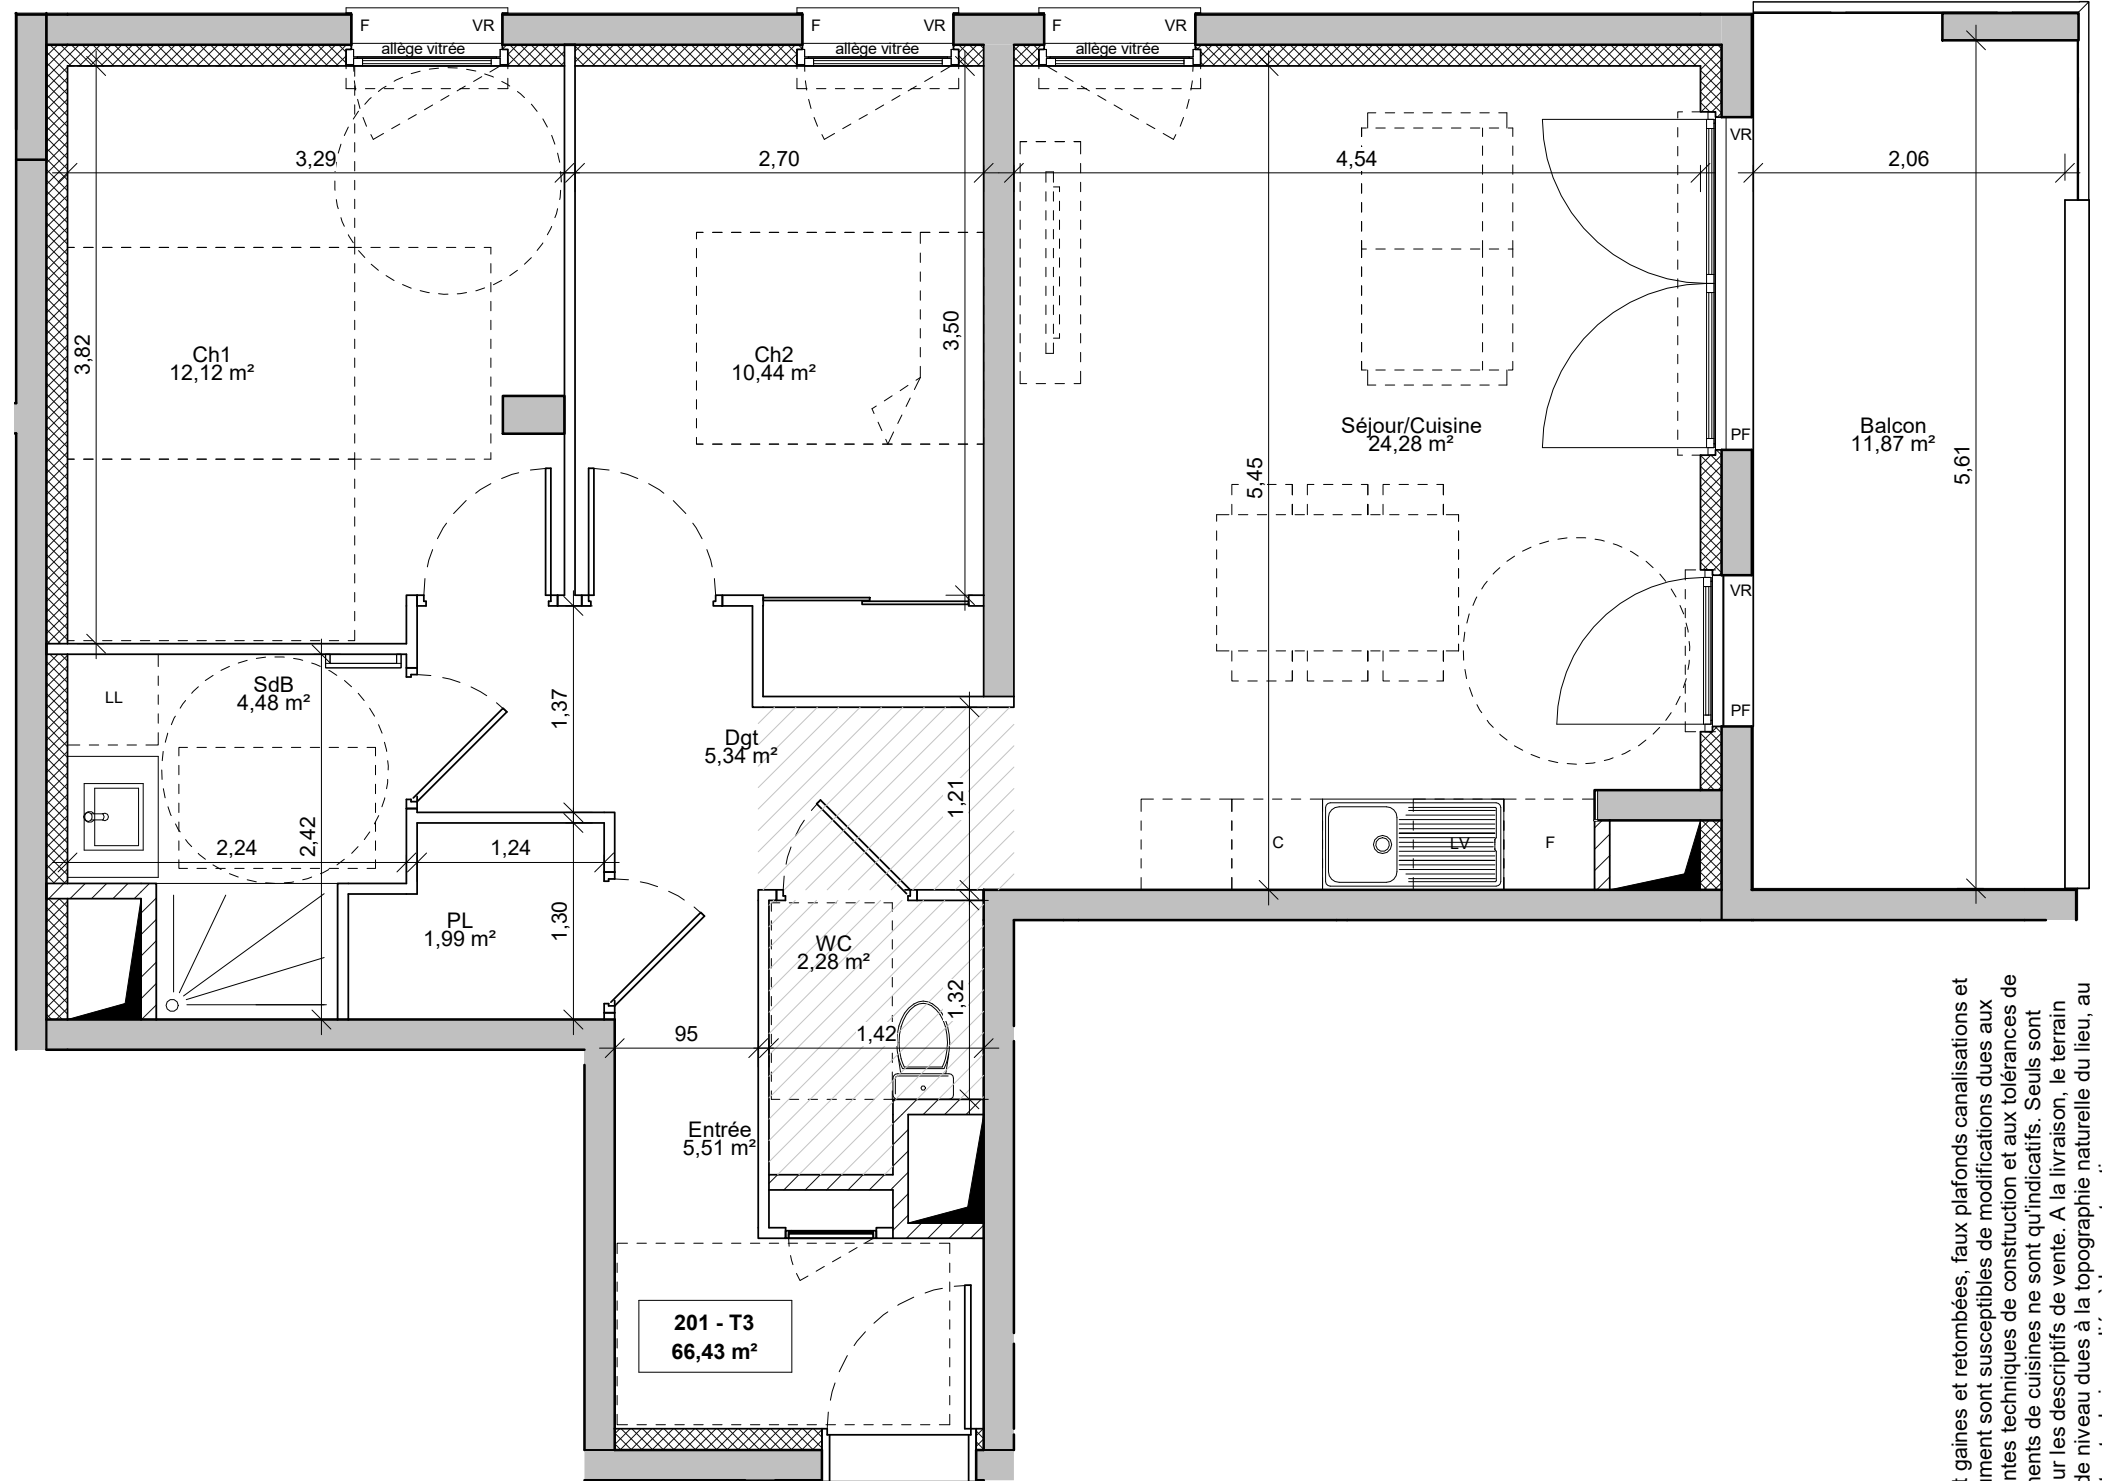 F VR
allège vitrée
F VR
allège vitrée
F VR
allège vitrée
3,29
2,70
4,54
2,06
VR
3,82
Ch1
12,12 m²
Ch2
10,44 m²
3,50
Séjour/Cuisine
24,28 m²
PF
Balcon
11,87 m²
5,45
5,61
VR
PF
LL
SdB
4,48 m²
1,37
Dgt
5,34 m²
1,21
2,24
2,42
1,24
C
LV
F
PL
1,99 m²
1,30
WC
2,28 m²
1,32
95
1,42
Entrée
5,51 m²
201 - T3
66,43 m²
gaines et retombées, faux plafonds canalisations et
sont susceptibles de modifications dues aux
techniques de construction et aux tolérances de
de cuisines ne sont qu'indicatifs. Seuls sont
les descriptifs de vente. A la livraison, le terrain
de niveau dues à la topographie naturelle du lieu, au